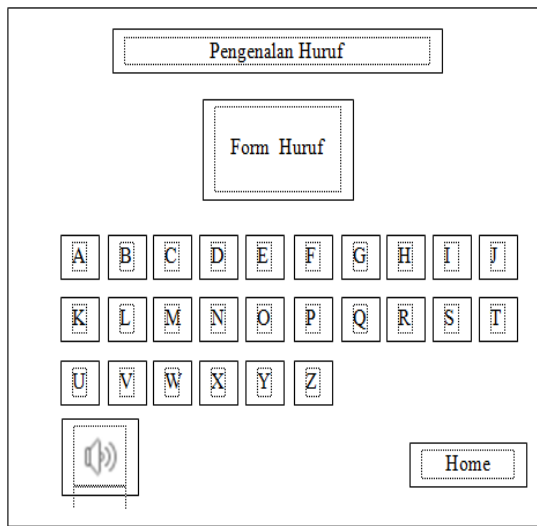 Pengenalan Huruf
Form Huruf
A B C D E F G H I J
K L M N O P Q R S T
U V W X Y Z
Home